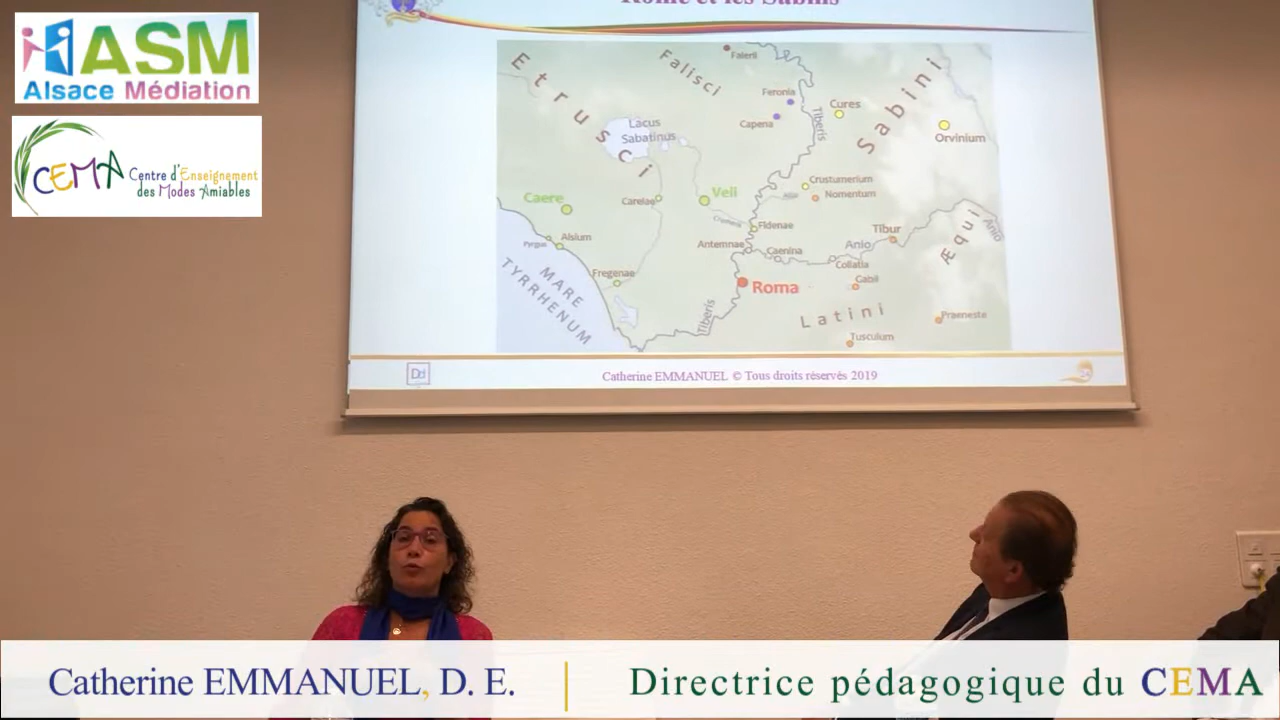 Rome et les Sabins
ASM
Alsace Médiation
CEMA Centre d'Enseignement
des Modes Amiables
Etrusci
Falisci
Falerii
Feronia
Capena
Tiberis
Cures
Sabini
Orvinium
Lacus
Sabatinus
Crustumerium
Nomentum
Caere
Careiae
Veii
Alsium
Fidenae
Antemnae
Caenina
Anio
Tibur
Collatia
Æqui
Anio
Fregenae
Gabii
Roma
MARE
TYRRHENUM
Tiberis
Latini
Praeneste
Tusculum
Dd
Catherine EMMANUEL © Tous droits réservés 2019
Catherine EMMANUEL, D. E. | Directrice pédagogique du CEMA